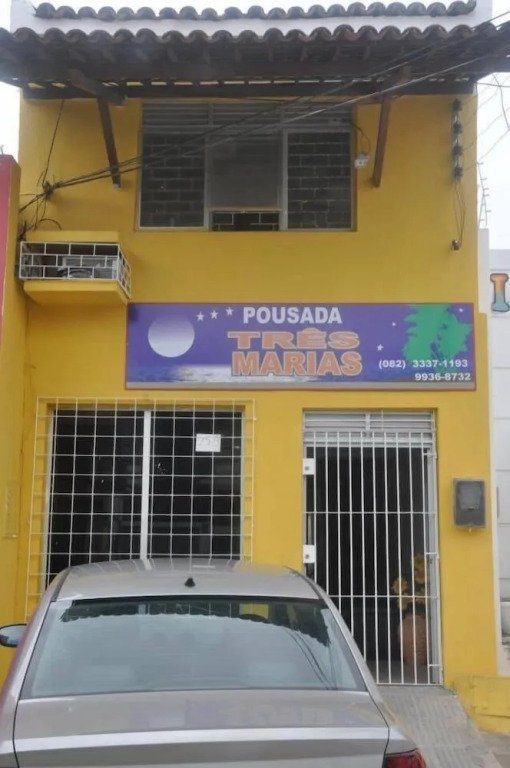 POUSADA
TRÊS
MARIAS
(082) 3337-1193
9936-8732